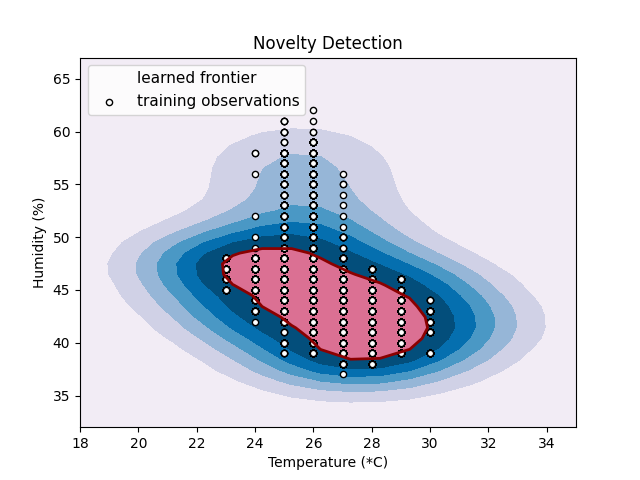 Novelty Detection
learned frontier
training observations
65
60
55
50
45
40
35
Humidity (%)
18 20 22 24 26 28 30 32 34
Temperature (*C)